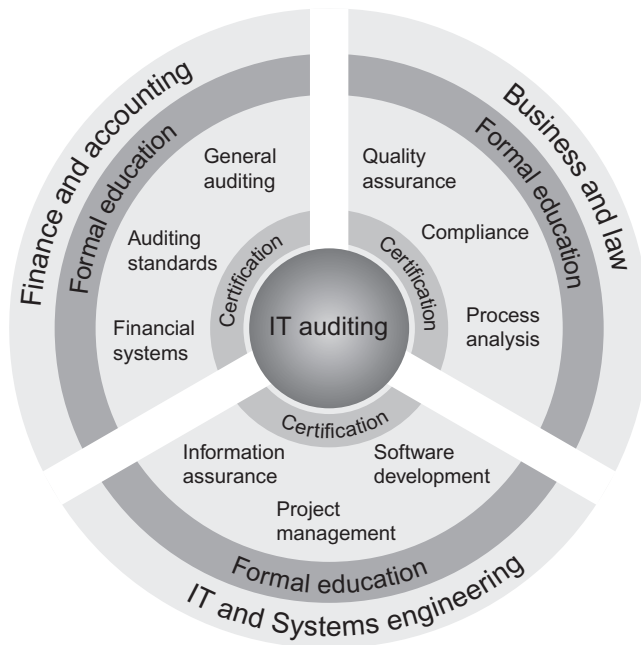 Finance and accounting
Formal education
General
auditing
Auditing
standards
Financial
systems
Certification
Business and law
Formal education
Quality
assurance
Compliance
Process
analysis
Certification
IT auditing
Certification
Information
assurance
Software
development
Project
management
Formal education
IT and Systems engineering